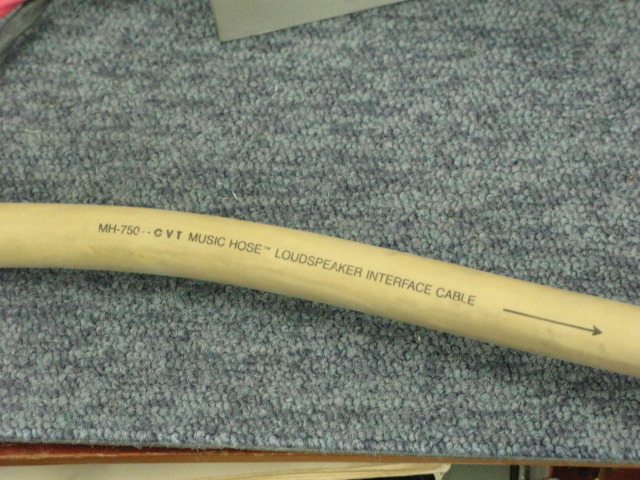 MH-750--CVT MUSIC HOSE™ LOUDSPEAKER INTERFACE CABLE